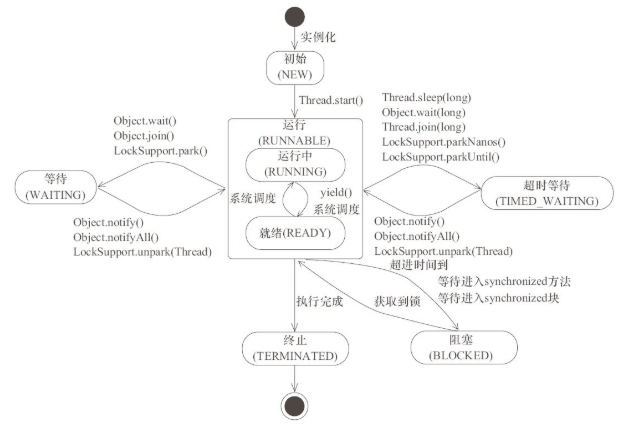 实例化
初始
(NEW)
Thread.start()
Object.wait()
Object.join()
LockSupport.park()
Thread.sleep(long)
Object.wait(long)
Thread.join(long)
LockSupport.parkNanos()
LockSupport.parkUntil()
运行
(RUNNABLE)
运行中
(RUNNING)
系统调度
yield()
系统调度
就绪(READY)
等待
(WAITING)
超时等待
(TIMED_WAITING)
Object.notify()
Object.notifyAll()
LockSupport.unpark(Thread)
Object.notify()
Object.notifyAll()
LockSupport.unpark(Thread)
超进时间到
等待进入synchronized方法
等待进入synchronized块
执行完成
获取到锁
终止
(TERMINATED)
阻塞
(BLOCKED)